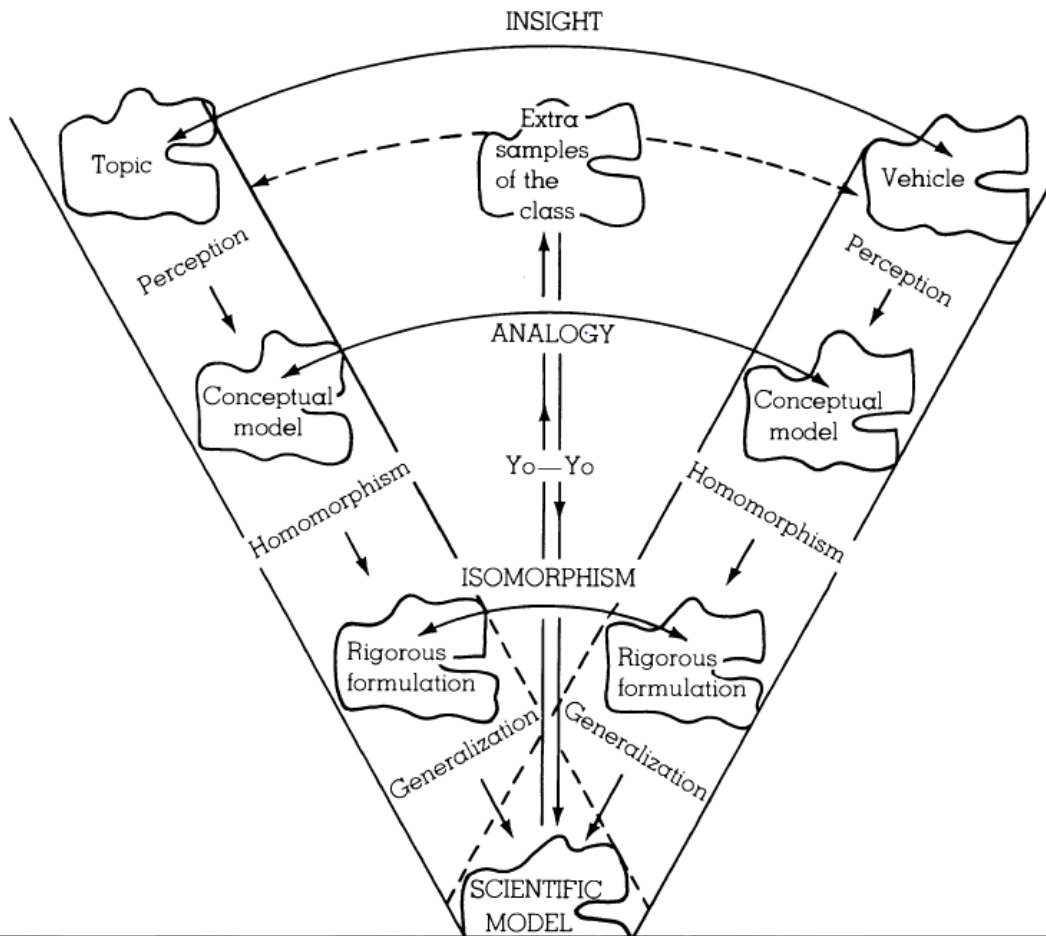 INSIGHT
Topic
Extra
samples
of the
class
Vehicle
Perception
Perception
ANALOGY
Conceptual
model
Conceptual
model
Yo—Yo
Homomorphism
Homomorphism
ISOMORPHISM
Rigorous
formulation
Rigorous
formulation
Generalization
Generalization
SCIENTIFIC
MODEL